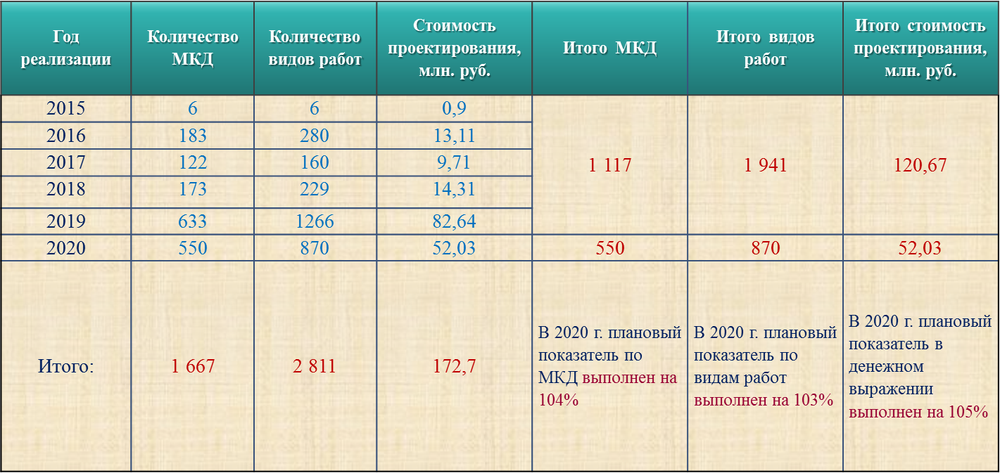 Год
реализации
Количество
МКД
Количество
видов работ
Стоимость
проектирования,
млн. руб.
Итого МКД
Итого видов
работ
Итого стоимость
проектирования,
млн. руб.
2015
6
6
0,9
2016
183
280
13,11
2017
122
160
9,71
1 117
1 941
120,67
2018
173
229
14,31
2019
633
1266
82,64
2020
550
870
52,03
550
870
52,03
Итого:
1 667
2 811
172,7
В 2020 г. плановый
показатель по
МКД выполнен на
104%
В 2020 г. плановый
показатель по
видам работ
выполнен на 103%
В 2020 г. плановый
показатель в
денежном
выражении
выполнен на 105%